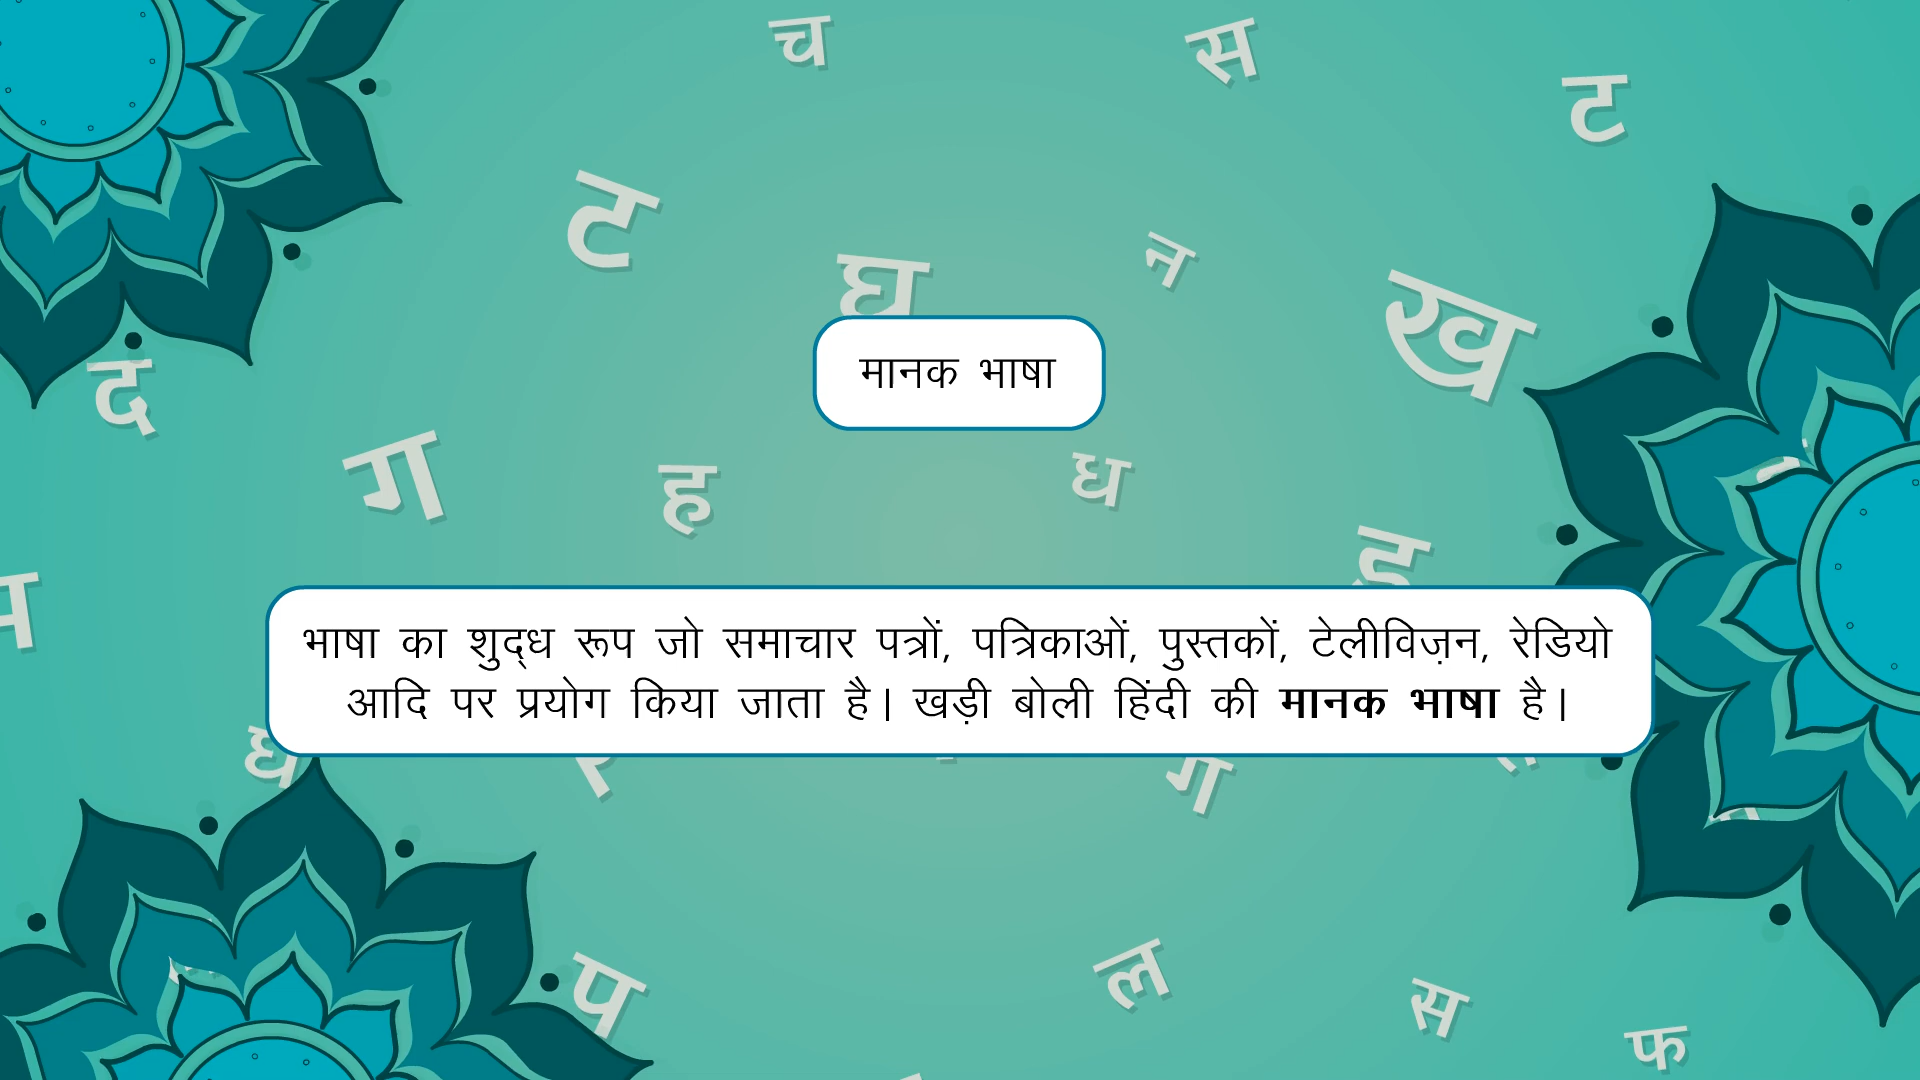 च
स
ट
ट
घ
न
ख
मानक भाषा
द
ग
ह
ध
ड
भाषा का शुद्ध रूप जो समाचार पत्रों, पत्रिकाओं, पुस्तकों, टेलीविज़न, रेडियो
आदि पर प्रयोग किया जाता है। खड़ी बोली हिंदी की मानक भाषा है।
ग
प
ल
स
फ